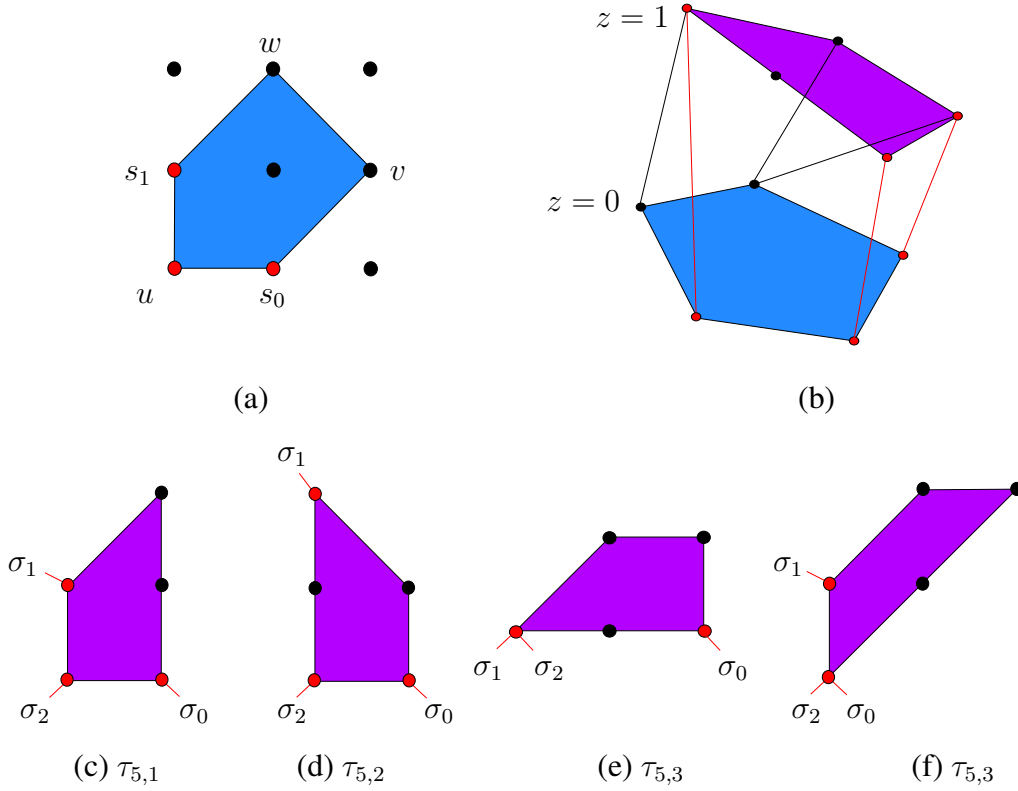 w
z = 1
s₁
v
z = 0
u
s₀
(a)
(b)
σ₁
σ₁
σ₁
σ₁
σ₂
σ₀
σ₂
σ₀
σ₂
σ₀
σ₂
σ₀
(c) τ₅,₁
(d) τ₅,₂
(e) τ₅,₃
(f) τ₅,₃